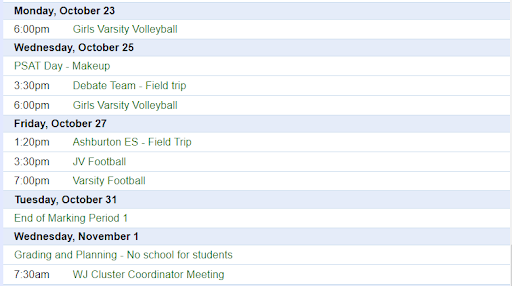 Monday, October 23
6:00pm Girls Varsity Volleyball
Wednesday, October 25
PSAT Day - Makeup
3:30pm Debate Team - Field trip
6:00pm Girls Varsity Volleyball
Friday, October 27
1:20pm Ashburton ES - Field Trip
3:30pm JV Football
7:00pm Varsity Football
Tuesday, October 31
End of Marking Period 1
Wednesday, November 1
Grading and Planning - No school for students
7:30am WJ Cluster Coordinator Meeting